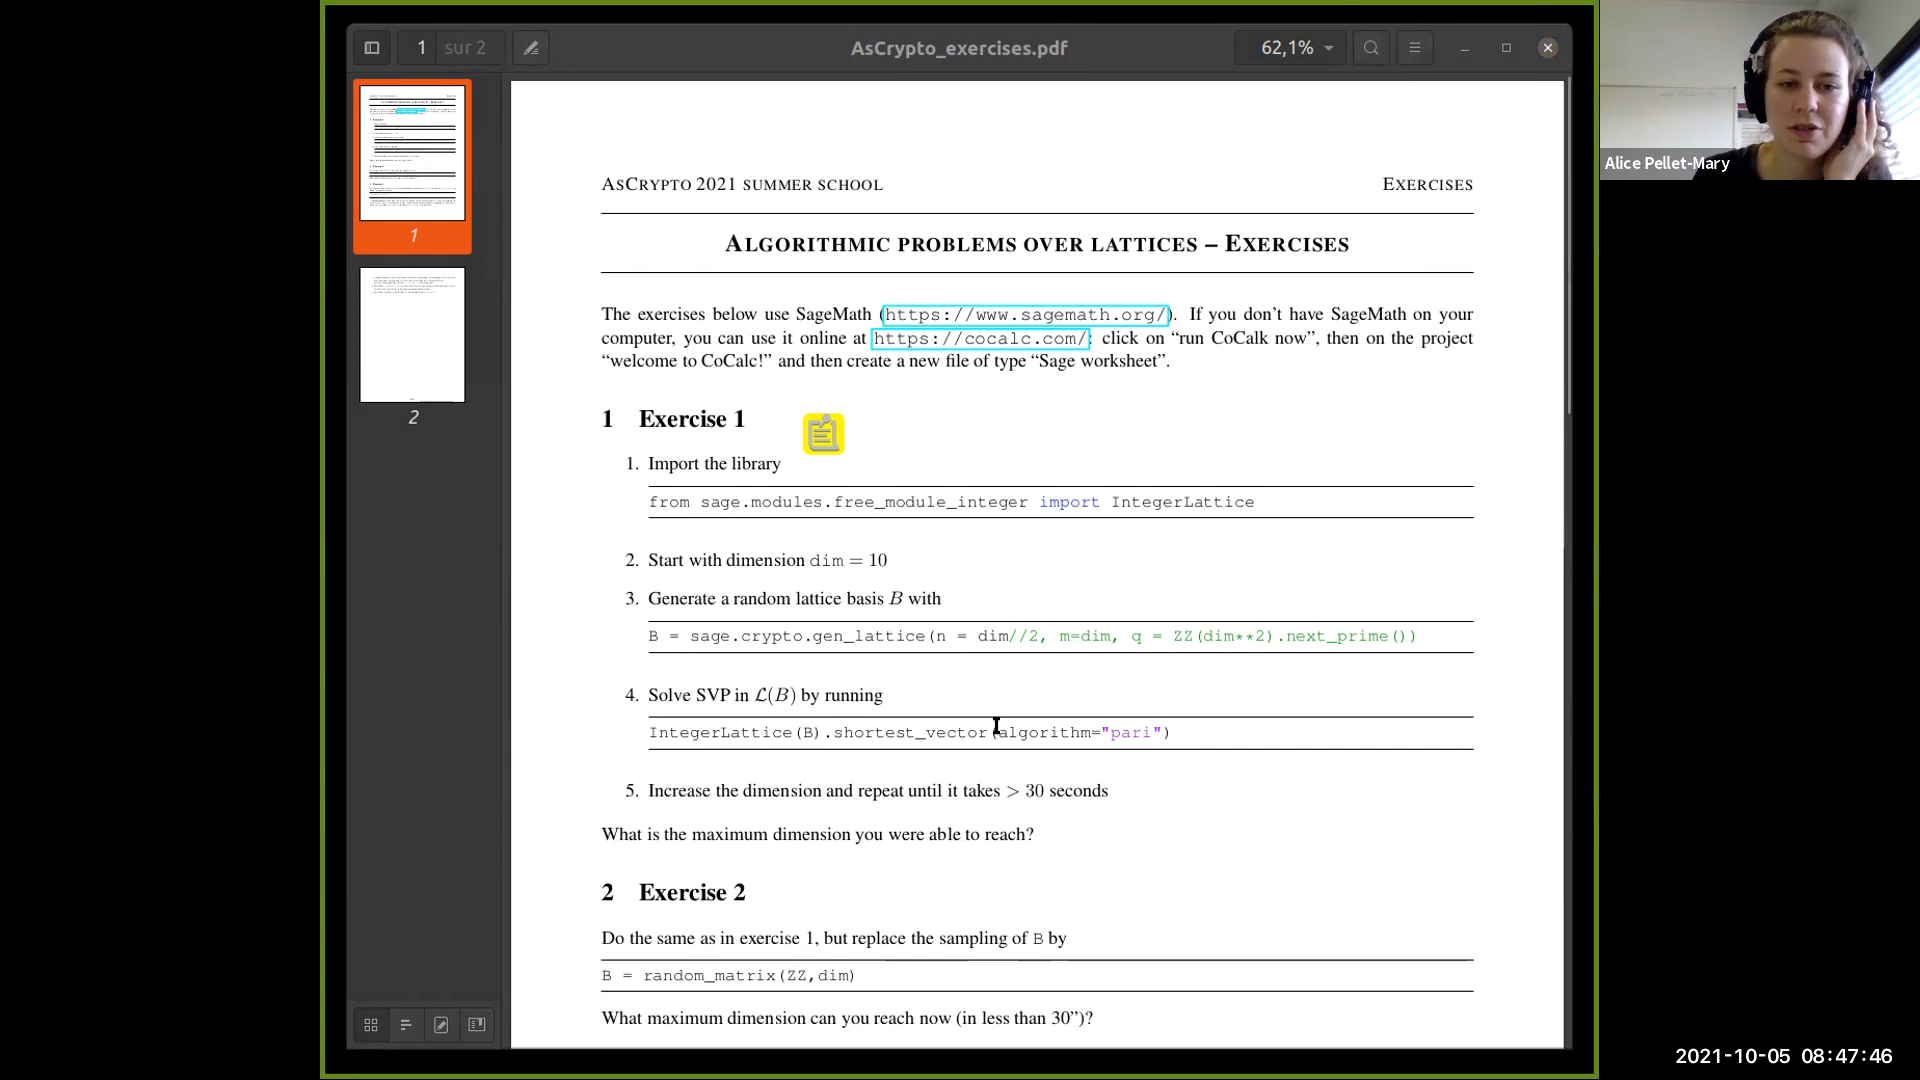 1 sur 2
AsCrypto_exercises.pdf
62,1%
Alice Pellet-Mary
1
2
ASCRYPTO 2021 SUMMER SCHOOL
EXERCISES
ALGORITHMIC PROBLEMS OVER LATTICES – EXERCISES
The exercises below use SageMath (https://www.sagemath.org/). If you don't have SageMath on your
computer, you can use it online at https://cocalc.com/: click on “run CoCalk now”, then on the project
“welcome to CoCalc!” and then create a new file of type “Sage worksheet”.
1 Exercise 1
1. Import the library
from sage.modules.free_module_integer import IntegerLattice
2. Start with dimension dim = 10
3. Generate a random lattice basis B with
B = sage.crypto.gen_lattice(n = dim//2, m=dim, q = ZZ(dim**2).next_prime())
4. Solve SVP in ℒ(B) by running
IntegerLattice(B).shortest_vector(algorithm="pari")
5. Increase the dimension and repeat until it takes > 30 seconds
What is the maximum dimension you were able to reach?
2 Exercise 2
Do the same as in exercise 1, but replace the sampling of B by
B = random_matrix(ZZ,dim)
What maximum dimension can you reach now (in less than 30”)?
2021-10-05 08:47:46